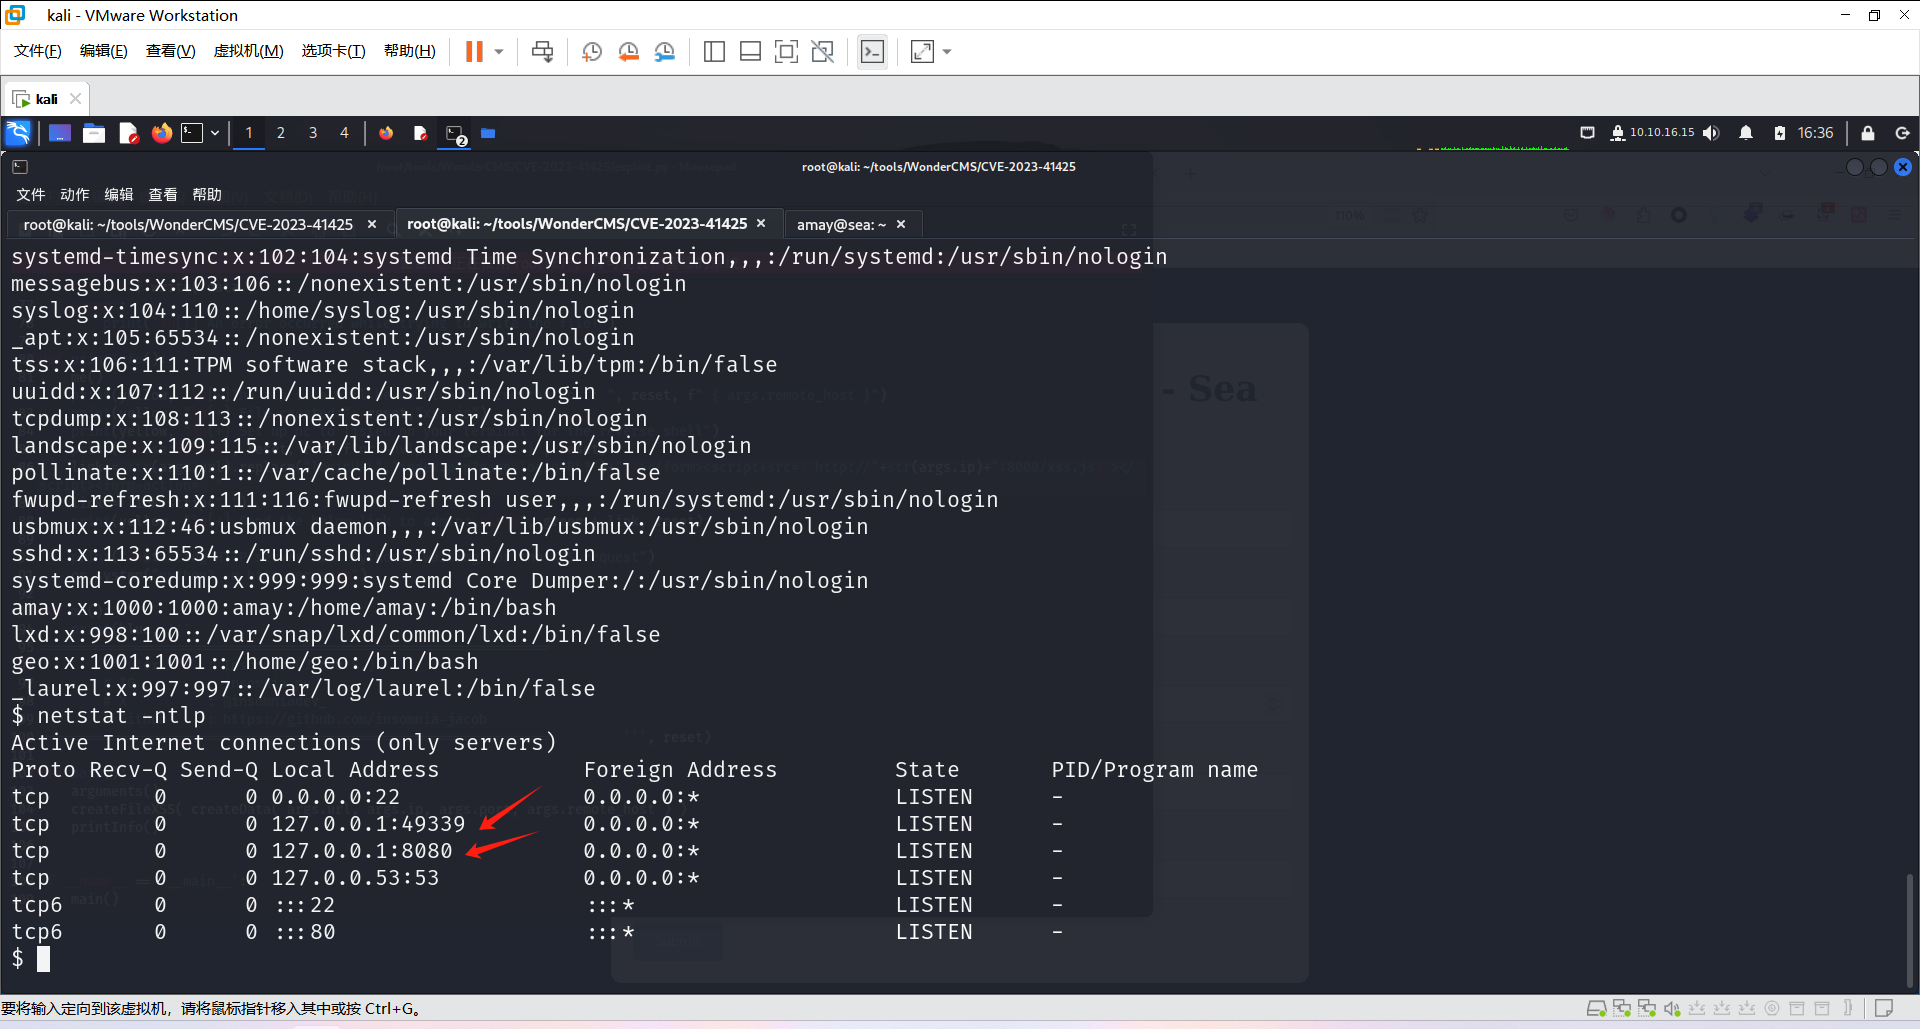 kali - VMware Workstation
文件(F) 编辑(E) 查看(V) 虚拟机(M) 选项卡(T) 帮助(H)
kali
1 2 3 4 2 10.10.16.15 16:36
root@kali: ~/tools/WonderCMS/CVE-2023-41425
文件 动作 编辑 查看 帮助
root@kali: ~/tools/WonderCMS/CVE-2023-41425 root@kali: ~/tools/WonderCMS/CVE-2023-41425 amay@sea: ~
systemd-timesync:x:102:104:systemd Time Synchronization,,,:/run/systemd:/usr/sbin/nologin
messagebus:x:103:106::/nonexistent:/usr/sbin/nologin
syslog:x:104:110::/home/syslog:/usr/sbin/nologin
_apt:x:105:65534::/nonexistent:/usr/sbin/nologin
tss:x:106:111:TPM software stack,,,:/var/lib/tpm:/bin/false
uuidd:x:107:112::/run/uuidd:/usr/sbin/nologin
tcpdump:x:108:113::/nonexistent:/usr/sbin/nologin
landscape:x:109:115::/var/lib/landscape:/usr/sbin/nologin
pollinate:x:110:1::/var/cache/pollinate:/bin/false
fwupd-refresh:x:111:116:fwupd-refresh user,,,:/run/systemd:/usr/sbin/nologin
usbmux:x:112:46:usbmux daemon,,,:/var/lib/usbmux:/usr/sbin/nologin
sshd:x:113:65534::/run/sshd:/usr/sbin/nologin
systemd-coredump:x:999:999:systemd Core Dumper:/:/usr/sbin/nologin
amay:x:1000:1000:amay:/home/amay:/bin/bash
lxd:x:998:100::/var/snap/lxd/common/lxd:/bin/false
geo:x:1001:1001::/home/geo:/bin/bash
_laurel:x:997:997::/var/log/laurel:/bin/false
$ netstat -ntlp
Active Internet connections (only servers)
Proto Recv-Q Send-Q Local Address Foreign Address State PID/Program name
tcp 0 0 0.0.0.0:22 0.0.0.0:* LISTEN -
tcp 0 0 127.0.0.1:49339 0.0.0.0:* LISTEN -
tcp 0 0 127.0.0.1:8080 0.0.0.0:* LISTEN -
tcp 0 0 127.0.0.53:53 0.0.0.0:* LISTEN -
tcp6 0 0 :::22 :::* LISTEN -
tcp6 0 0 :::80 :::* LISTEN -
$
- Sea
要将输入定向到该虚拟机，请将鼠标指针移入其中或按 Ctrl+G。